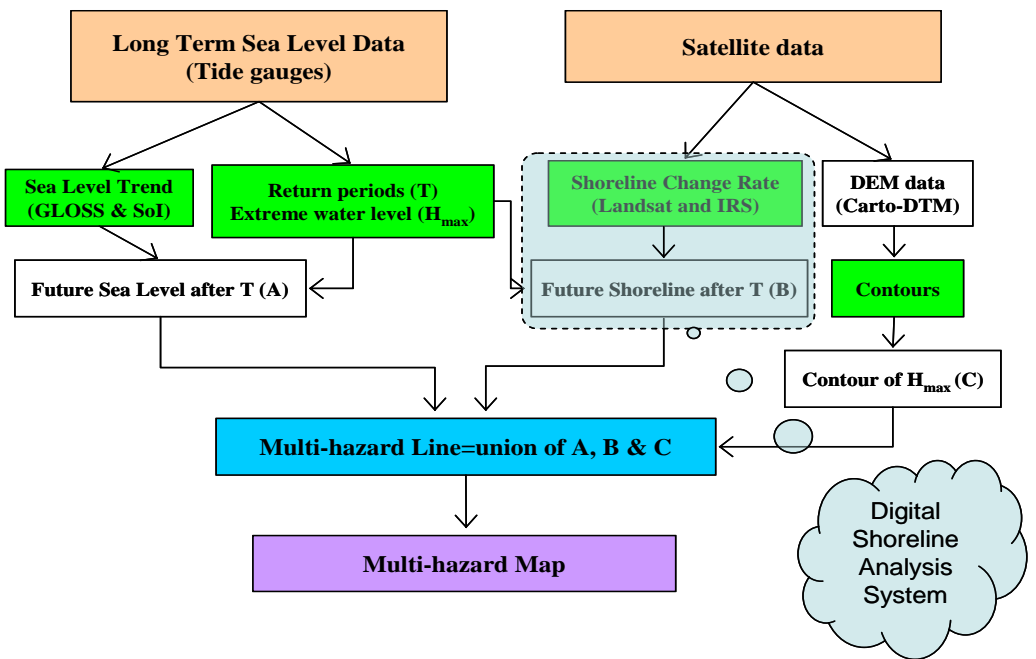 Long Term Sea Level Data
(Tide gauges)
Satellite data
Sea Level Trend
(GLOSS & SoI)
Return periods (T)
Extreme water level (Hmax)
Shoreline Change Rate
(Landsat and IRS)
DEM data
(Carto-DTM)
Future Sea Level after T (A)
Future Shoreline after T (B)
Contours
Contour of Hmax (C)
Multi-hazard Line=union of A, B & C
Multi-hazard Map
Digital
Shoreline
Analysis
System